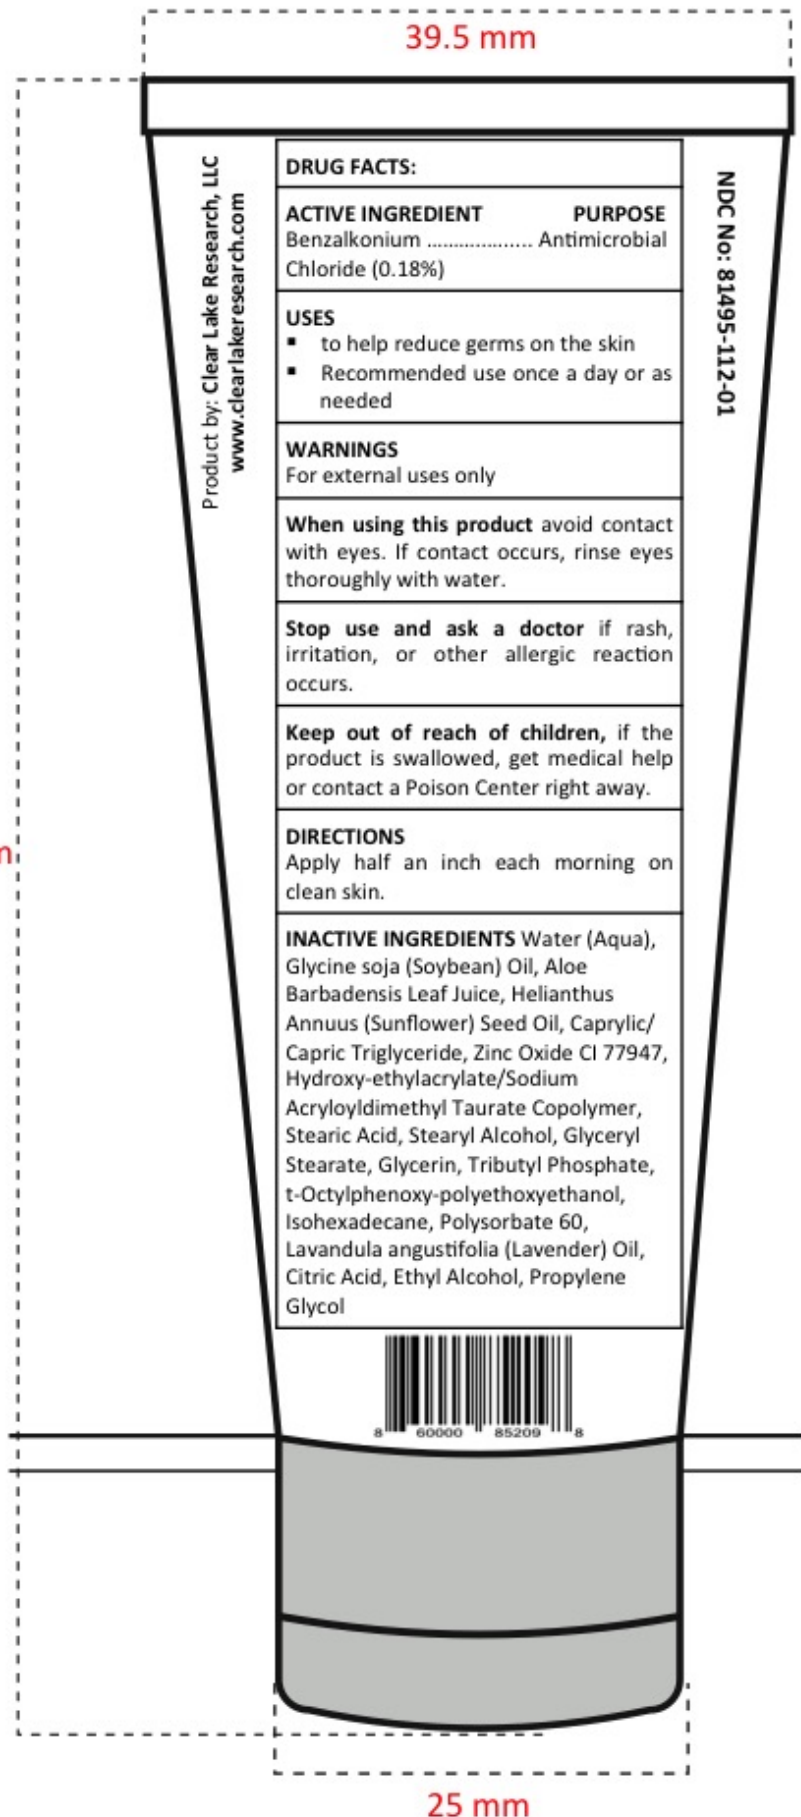 39.5 mm
Product by: Clear Lake Research, LLC
www.clearlakeresearch.com
DRUG FACTS:
ACTIVE INGREDIENT PURPOSE
Benzalkonium .................... Antimicrobial
Chloride (0.18%)
USES
▪ to help reduce germs on the skin
▪ Recommended use once a day or as
needed
WARNINGS
For external uses only
When using this product avoid contact
with eyes. If contact occurs, rinse eyes
thoroughly with water.
Stop use and ask a doctor if rash,
irritation, or other allergic reaction
occurs.
Keep out of reach of children, if the
product is swallowed, get medical help
or contact a Poison Center right away.
DIRECTIONS
Apply half an inch each morning on
clean skin.
INACTIVE INGREDIENTS Water (Aqua),
Glycine soja (Soybean) Oil, Aloe
Barbadensis Leaf Juice, Helianthus
Annuus (Sunflower) Seed Oil, Caprylic/
Capric Triglyceride, Zinc Oxide CI 77947,
Hydroxy-ethylacrylate/Sodium
Acryloyldimethyl Taurate Copolymer,
Stearic Acid, Stearyl Alcohol, Glyceryl
Stearate, Glycerin, Tributyl Phosphate,
t-Octylphenoxy-polyethoxyethanol,
Isohexadecane, Polysorbate 60,
Lavandula angustifolia (Lavender) Oil,
Citric Acid, Ethyl Alcohol, Propylene
Glycol
NDC No: 81495-112-01
8 60000 85209 8
25 mm